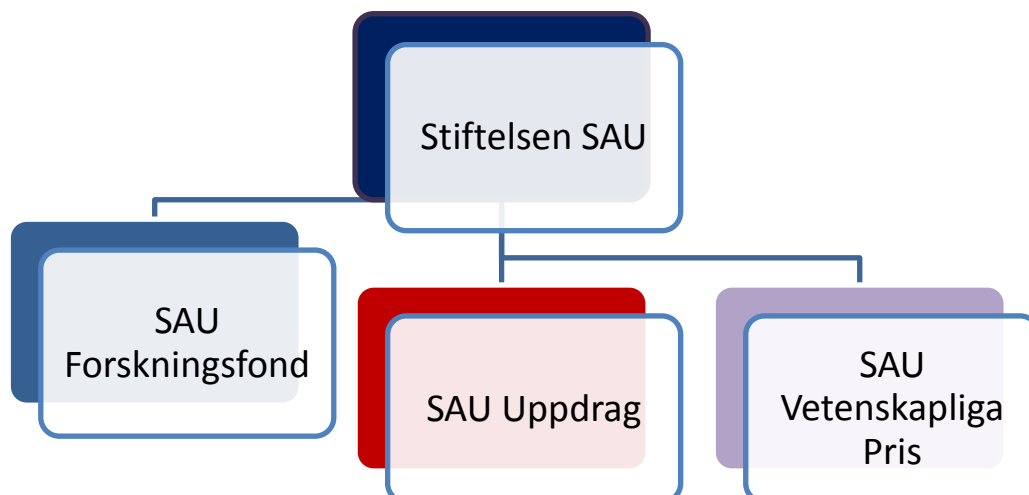 Stiftelsen SAU
SAU
Forskningsfond
SAU Uppdrag
SAU
Vetenskapliga
Pris